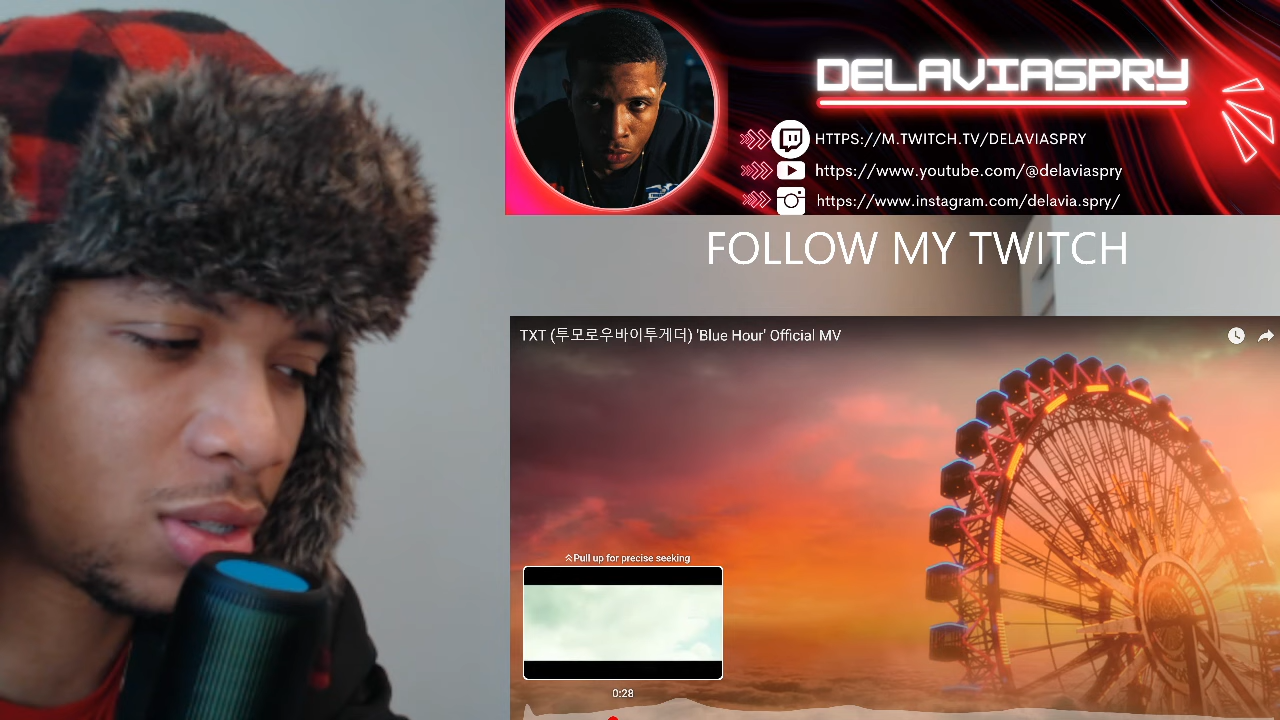 DELAVIASPRY
HTTPS://M.TWITCH.TV/DELAVIASPRY
https://www.youtube.com/@delaviaspry
https://www.instagram.com/delavia.spry/
FOLLOW MY TWITCH
TXT (투모로우바이투게더) 'Blue Hour' Official MV
Pull up for precise seeking
0:28